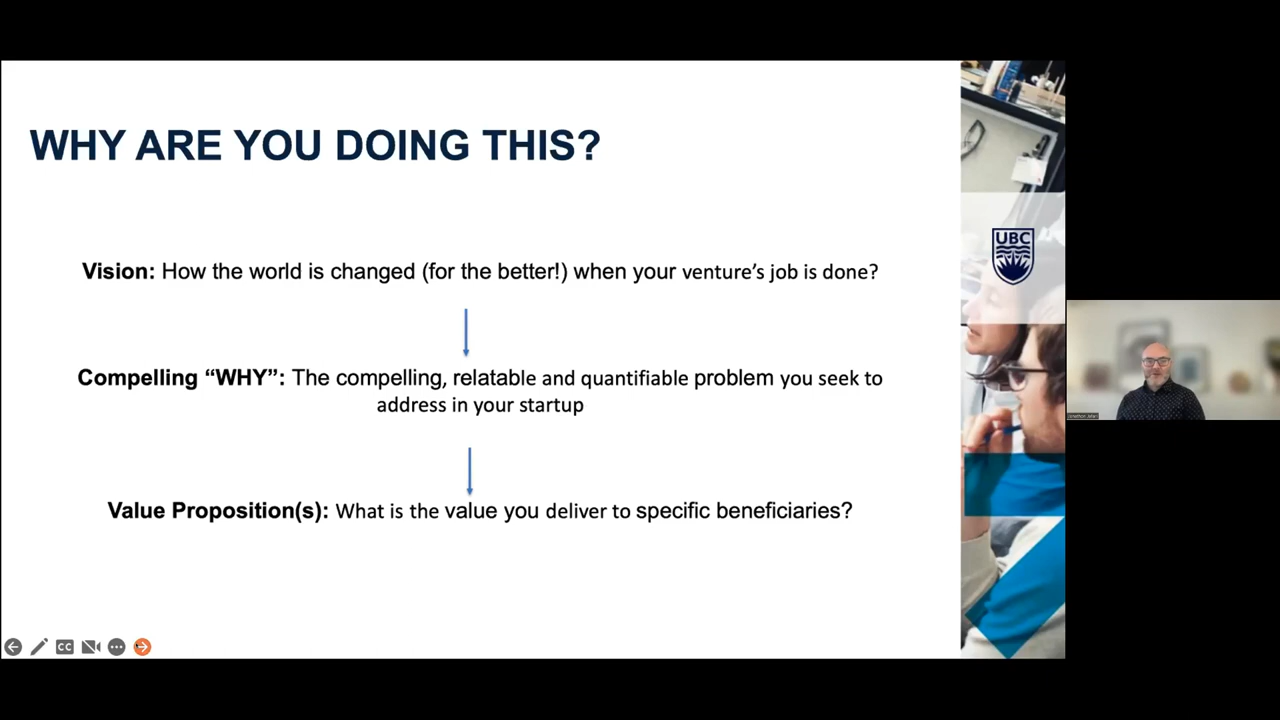 WHY ARE YOU DOING THIS?
UBC
Vision: How the world is changed (for the better!) when your venture’s job is done?
Compelling “WHY”: The compelling, relatable and quantifiable problem you seek to
address in your startup
Value Proposition(s): What is the value you deliver to specific beneficiaries?
CC